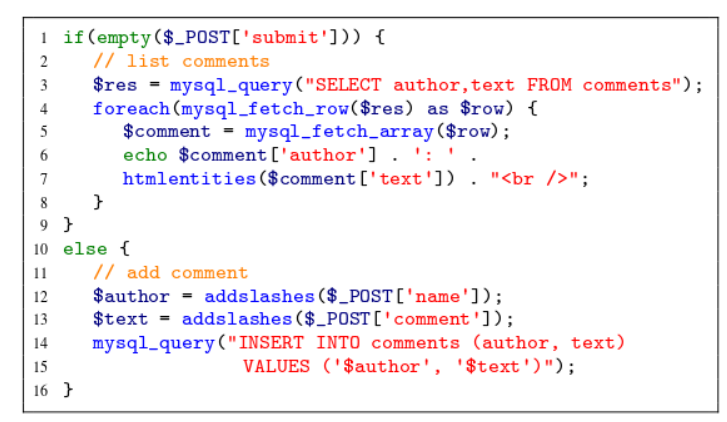 1 if(empty($_POST['submit'])) {
2 // list comments
3 $res = mysql_query("SELECT author,text FROM comments");
4 foreach(mysql_fetch_row($res) as $row) {
5 $comment = mysql_fetch_array($row);
6 echo $comment['author'] . ': ' .
7 htmlentities($comment['text']) . "<br />";
8 }
9 }
10 else {
11 // add comment
12 $author = addslashes($_POST['name']);
13 $text = addslashes($_POST['comment']);
14 mysql_query("INSERT INTO comments (author, text)
15 VALUES ('$author', '$text')");
16 }